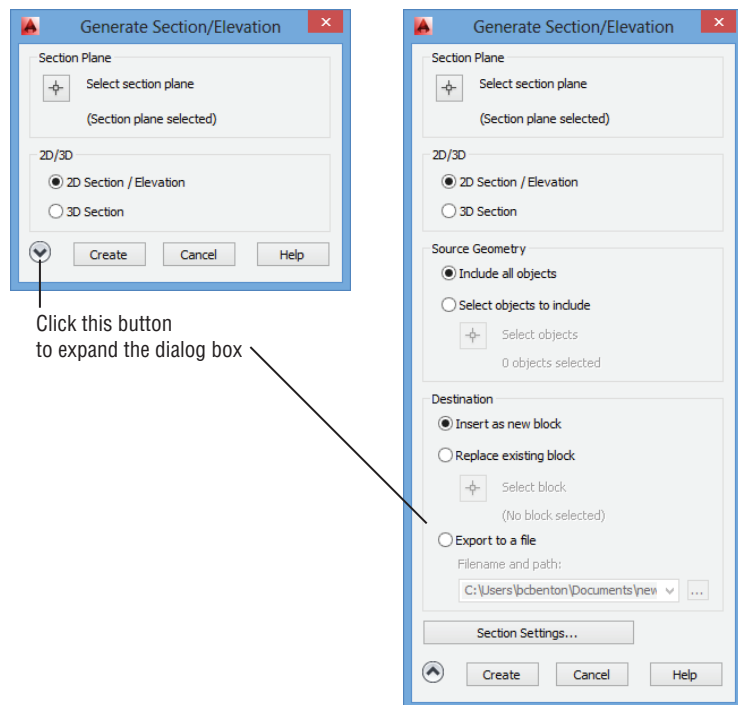 Generate Section/Elevation
Section Plane
Select section plane
(Section plane selected)
2D/3D
2D Section / Elevation
3D Section
Create Cancel Help
Click this button
to expand the dialog box
Generate Section/Elevation
Section Plane
Select section plane
(Section plane selected)
2D/3D
2D Section / Elevation
3D Section
Source Geometry
Include all objects
Select objects to include
Select objects
0 objects selected
Destination
Insert as new block
Replace existing block
Select block
(No block selected)
Export to a file
Filename and path:
C:\Users\bcbenton\Documents\new ...
Section Settings...
Create Cancel Help